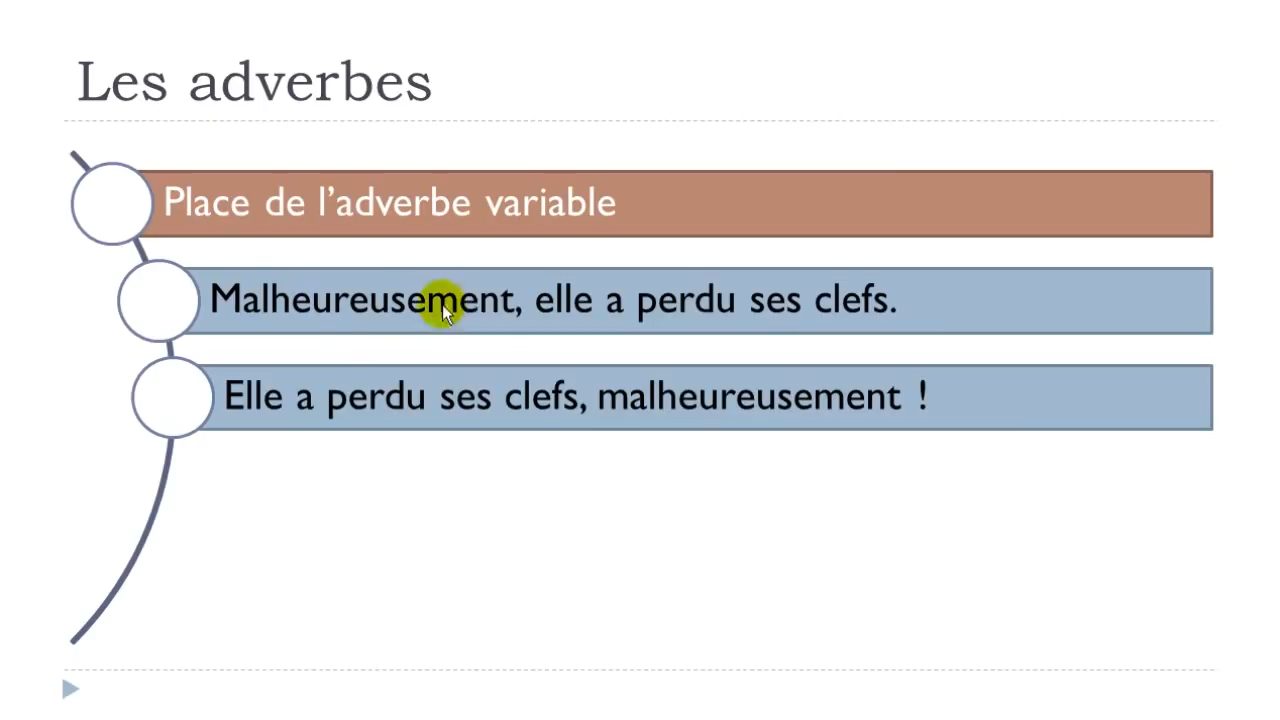 Les adverbes
Place de l’adverbe variable
Malheureusement, elle a perdu ses clefs.
Elle a perdu ses clefs, malheureusement !